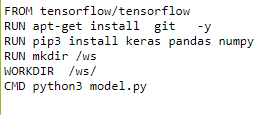 FROM tensorflow/tensorflow
RUN apt-get install  git   -y
RUN pip3 install keras pandas numpy
RUN mkdir /ws
WORKDIR  /ws/
CMD python3 model.py